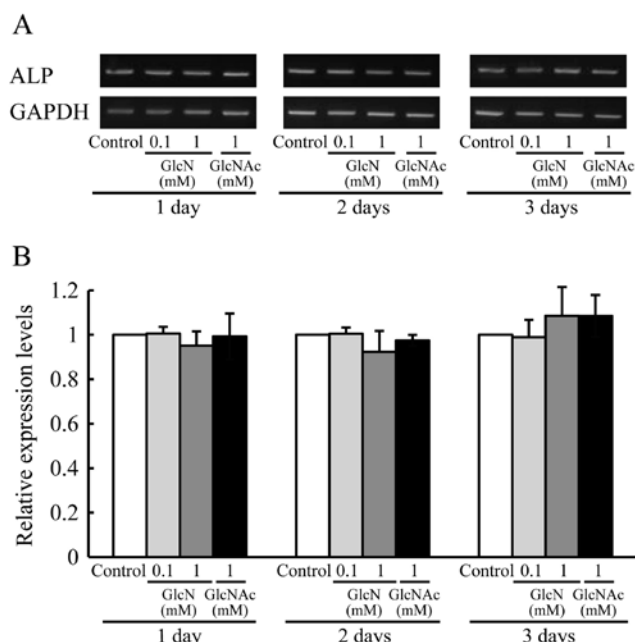 A
ALP
GAPDH
Control 0.1 1 1 Control 0.1 1 1 Control 0.1 1 1
GlcN GlcNAc GlcN GlcNAc GlcN GlcNAc
(mM) (mM) (mM) (mM) (mM) (mM)
1 day 2 days 3 days
B
Relative expression levels
1.2
1
0.8
0.6
0.4
0.2
0
Control 0.1 1 1 Control 0.1 1 1 Control 0.1 1 1
GlcN GlcNAc GlcN GlcNAc GlcN GlcNAc
(mM) (mM) (mM) (mM) (mM) (mM)
1 day 2 days 3 days